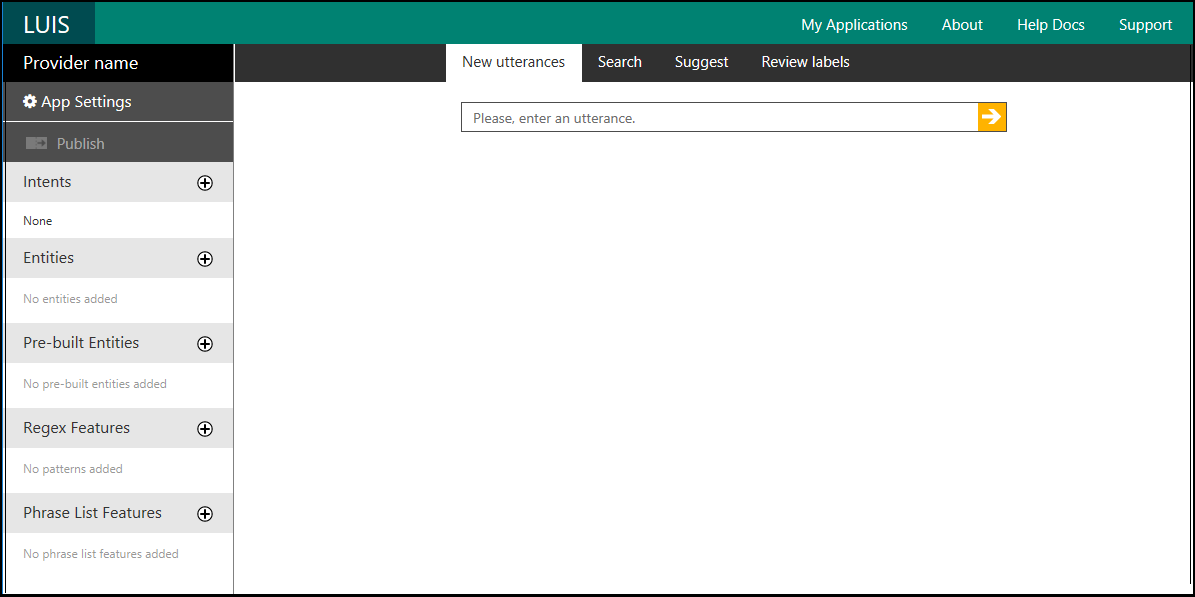 LUIS
My Applications About Help Docs Support
Provider name
New utterances Search Suggest Review labels
App Settings
Please, enter an utterance.
Publish
Intents
None
Entities
No entities added
Pre-built Entities
No pre-built entities added
Regex Features
No patterns added
Phrase List Features
No phrase list features added